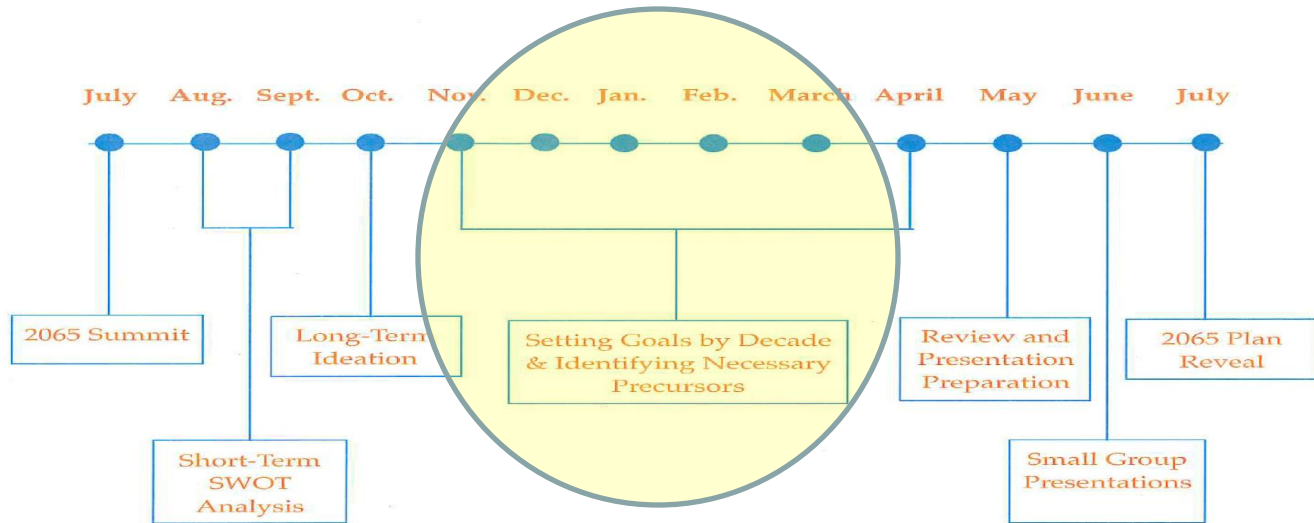 July Aug. Sept. Oct. Nov. Dec. Jan. Feb. March April May June July
2065 Summit
Long-Term
Ideation
Setting Goals by Decade
& Identifying Necessary
Precursors
Review and
Presentation
Preparation
2065 Plan
Reveal
Short-Term
SWOT
Analysis
Small Group
Presentations